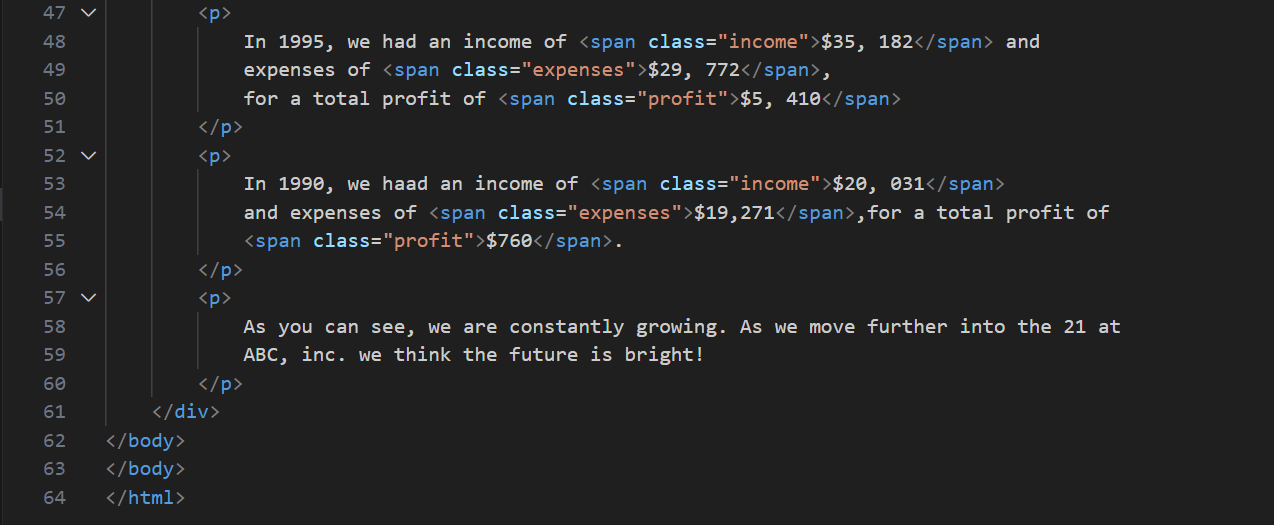 47 <p>
48 In 1995, we had an income of <span class="income">$35, 182</span> and
49 expenses of <span class="expenses">$29, 772</span>,
50 for a total profit of <span class="profit">$5, 410</span>
51 </p>
52 <p>
53 In 1990, we haad an income of <span class="income">$20, 031</span>
54 and expenses of <span class="expenses">$19,271</span>,for a total profit of
55 <span class="profit">$760</span>.
56 </p>
57 <p>
58 As you can see, we are constantly growing. As we move further into the 21 at
59 ABC, inc. we think the future is bright!
60 </p>
61 </div>
62 </body>
63 </body>
64 </html>